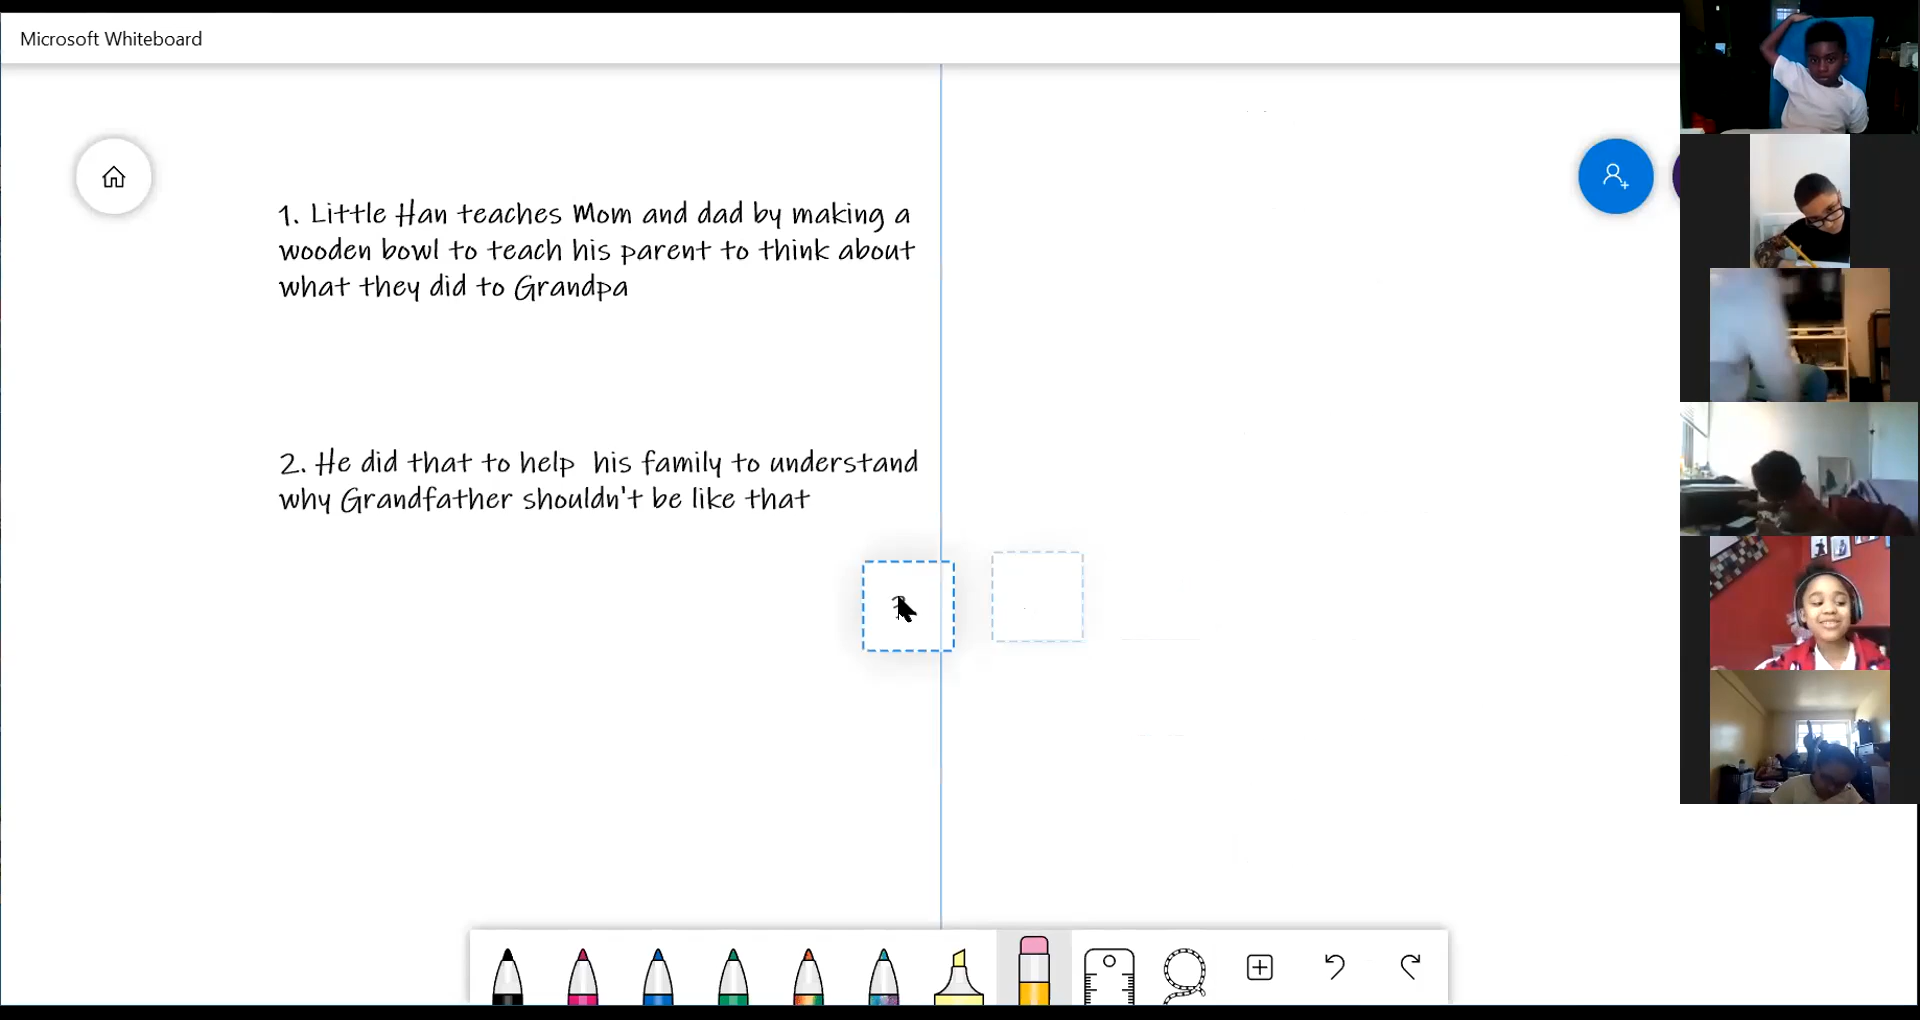 Microsoft Whiteboard
1. Little Han teaches Mom and dad by making a
wooden bowl to teach his parent to think about
what they did to Grandpa
2. He did that to help his family to understand
why Grandfather shouldn't be like that